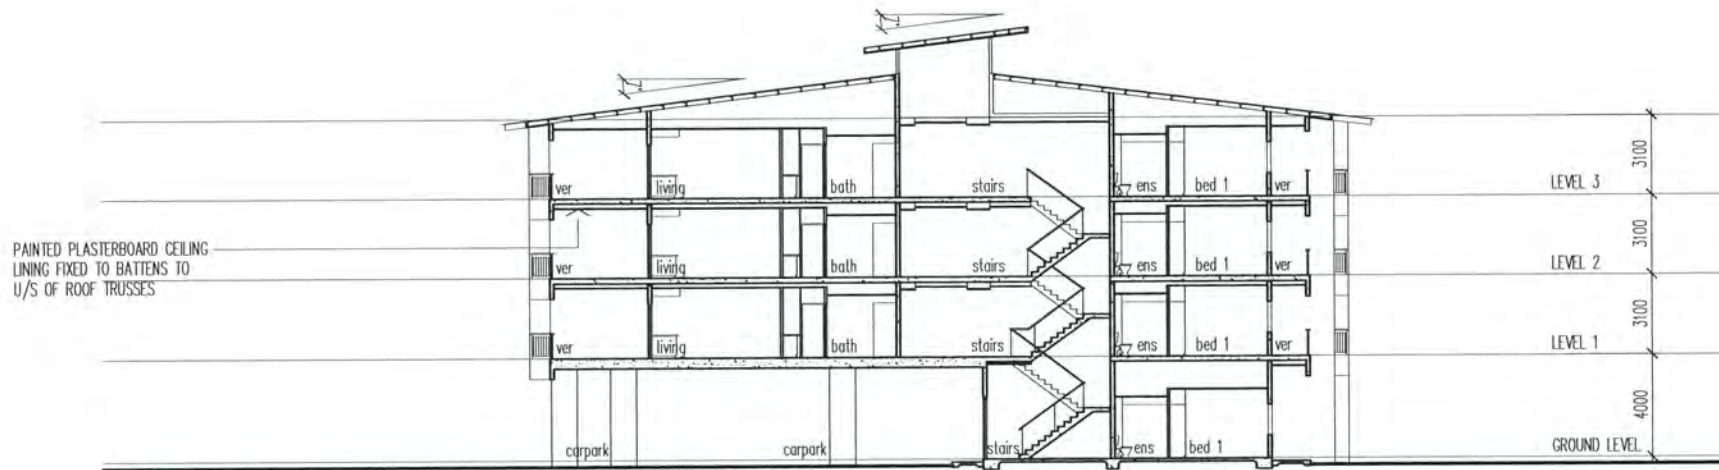 3100
ver living bath stairs ens bed 1 ver LEVEL 3
PAINTED PLASTERBOARD CEILING
LINING FIXED TO BATTENS TO
U/S OF ROOF TRUSSES
3100
ver living bath stairs ens bed 1 ver LEVEL 2
3100
ver living bath stairs ens bed 1 ver LEVEL 1
4000
carpark carpark stairs ens bed 1 GROUND LEVEL